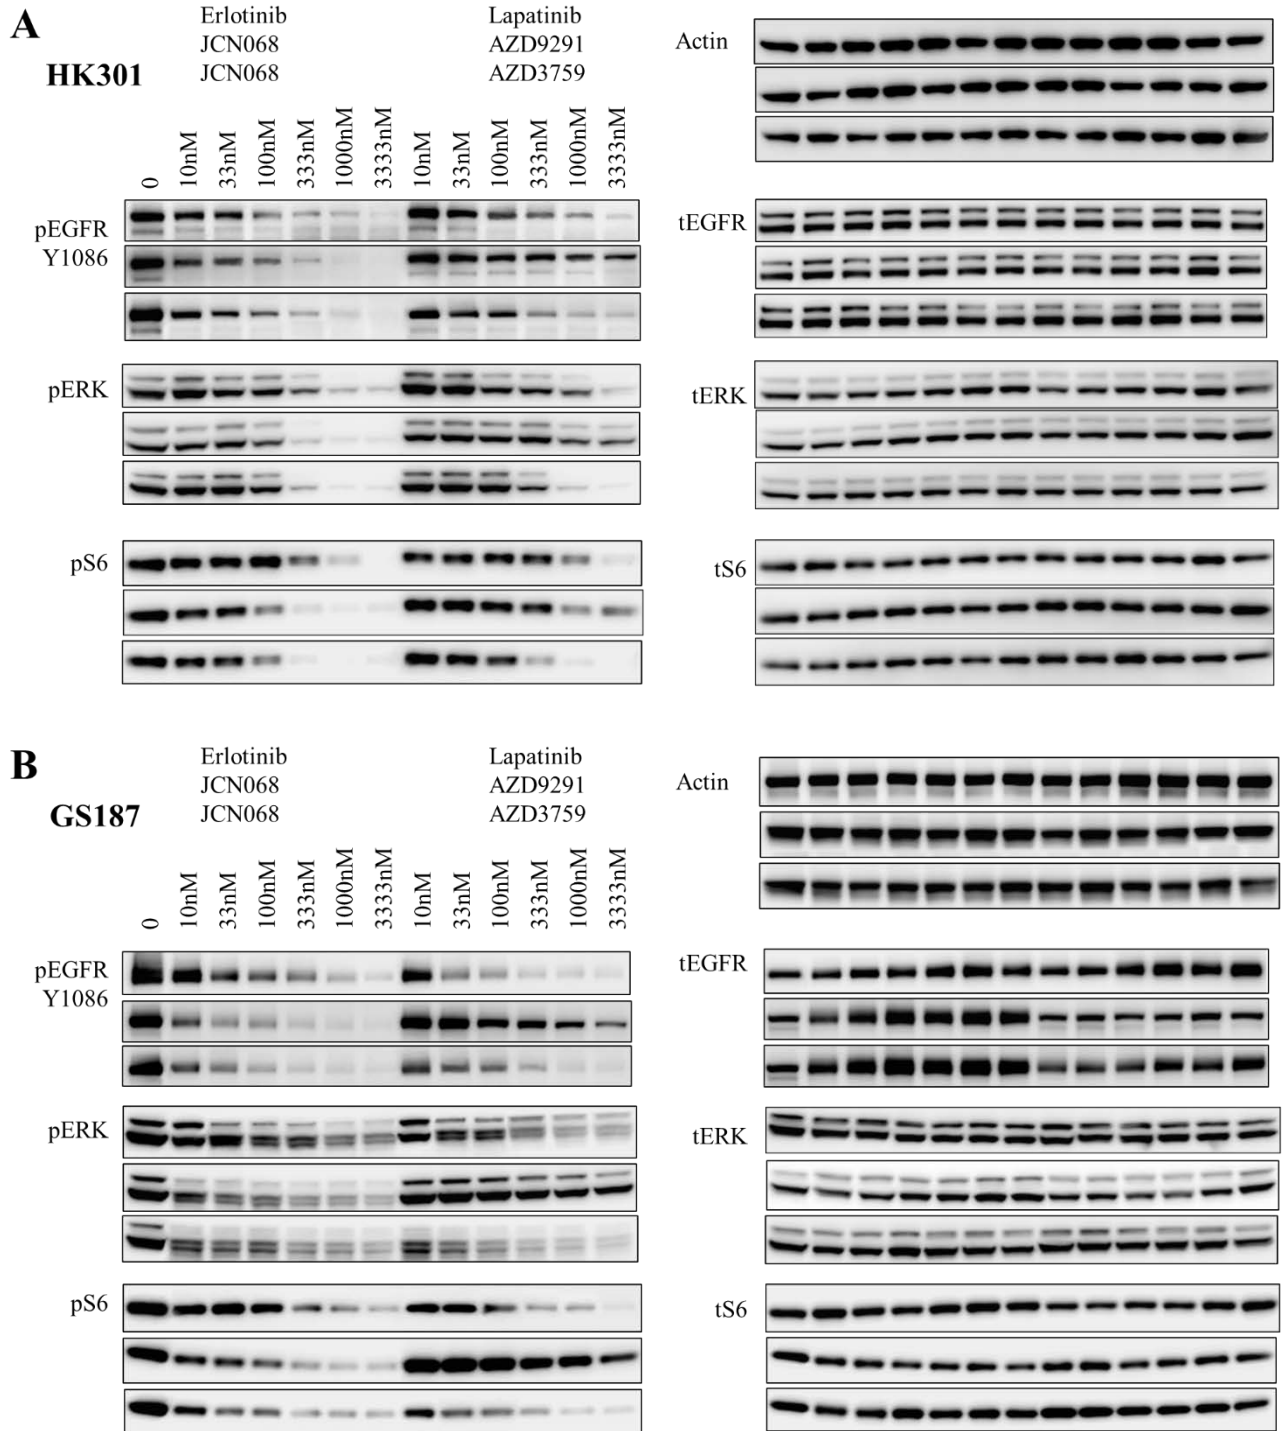 A
HK301
Erlotinib
JCN068
JCN068
Lapatinib
AZD9291
AZD3759
0 10nM 33nM 100nM 333nM 1000nM 3333nM 10nM 33nM 100nM 333nM 1000nM 3333nM
pEGFR
Y1086
pERK
pS6
Actin
tEGFR
tERK
tS6
B
GS187
Erlotinib
JCN068
JCN068
Lapatinib
AZD9291
AZD3759
0 10nM 33nM 100nM 333nM 1000nM 3333nM 10nM 33nM 100nM 333nM 1000nM 3333nM
pEGFR
Y1086
pERK
pS6
Actin
tEGFR
tERK
tS6